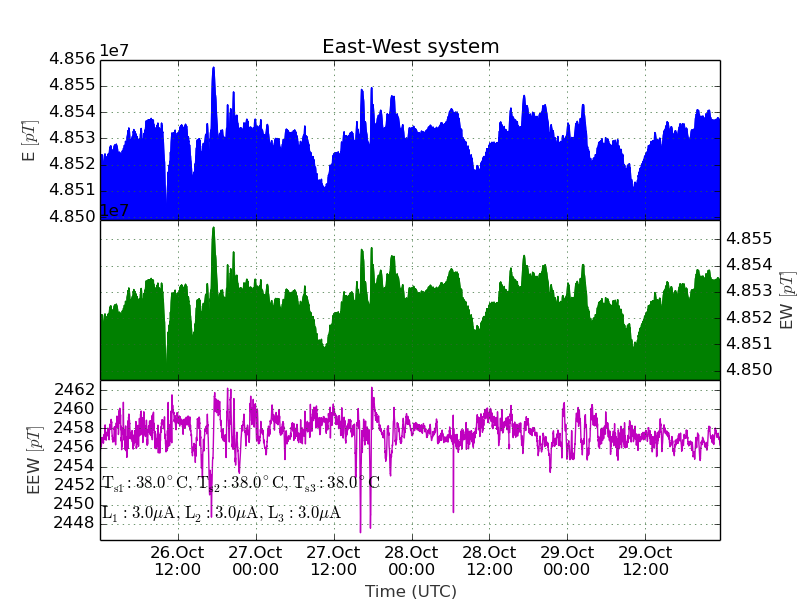 East-West system
1e7
4.856
4.855
4.854
4.853
4.852
4.851
4.850
E [pT]
1e7
4.855
4.854
4.853
4.852
4.851
4.850
EW [pT]
2462
2460
2458
2456
2454
2452
2450
2448
EEW [pT]
T_s1 : 38.0°C, T_s2 : 38.0°C, T_s3 : 38.0°C
L_1 : 3.0μA, L_2 : 3.0μA, L_3 : 3.0μA
26.Oct 27.Oct 27.Oct 28.Oct 28.Oct 29.Oct 29.Oct
12:00 00:00 12:00 00:00 12:00 00:00 12:00
Time (UTC)